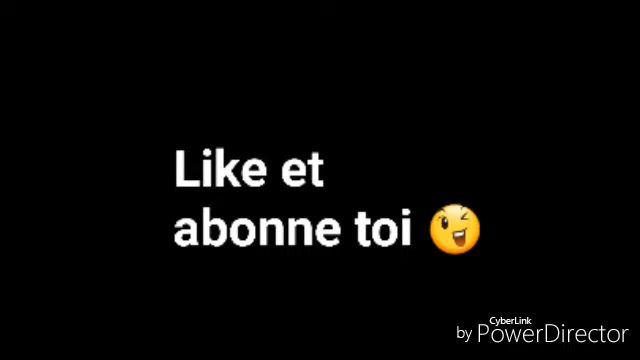 Like et
abonne toi 😉
CyberLink
by PowerDirector